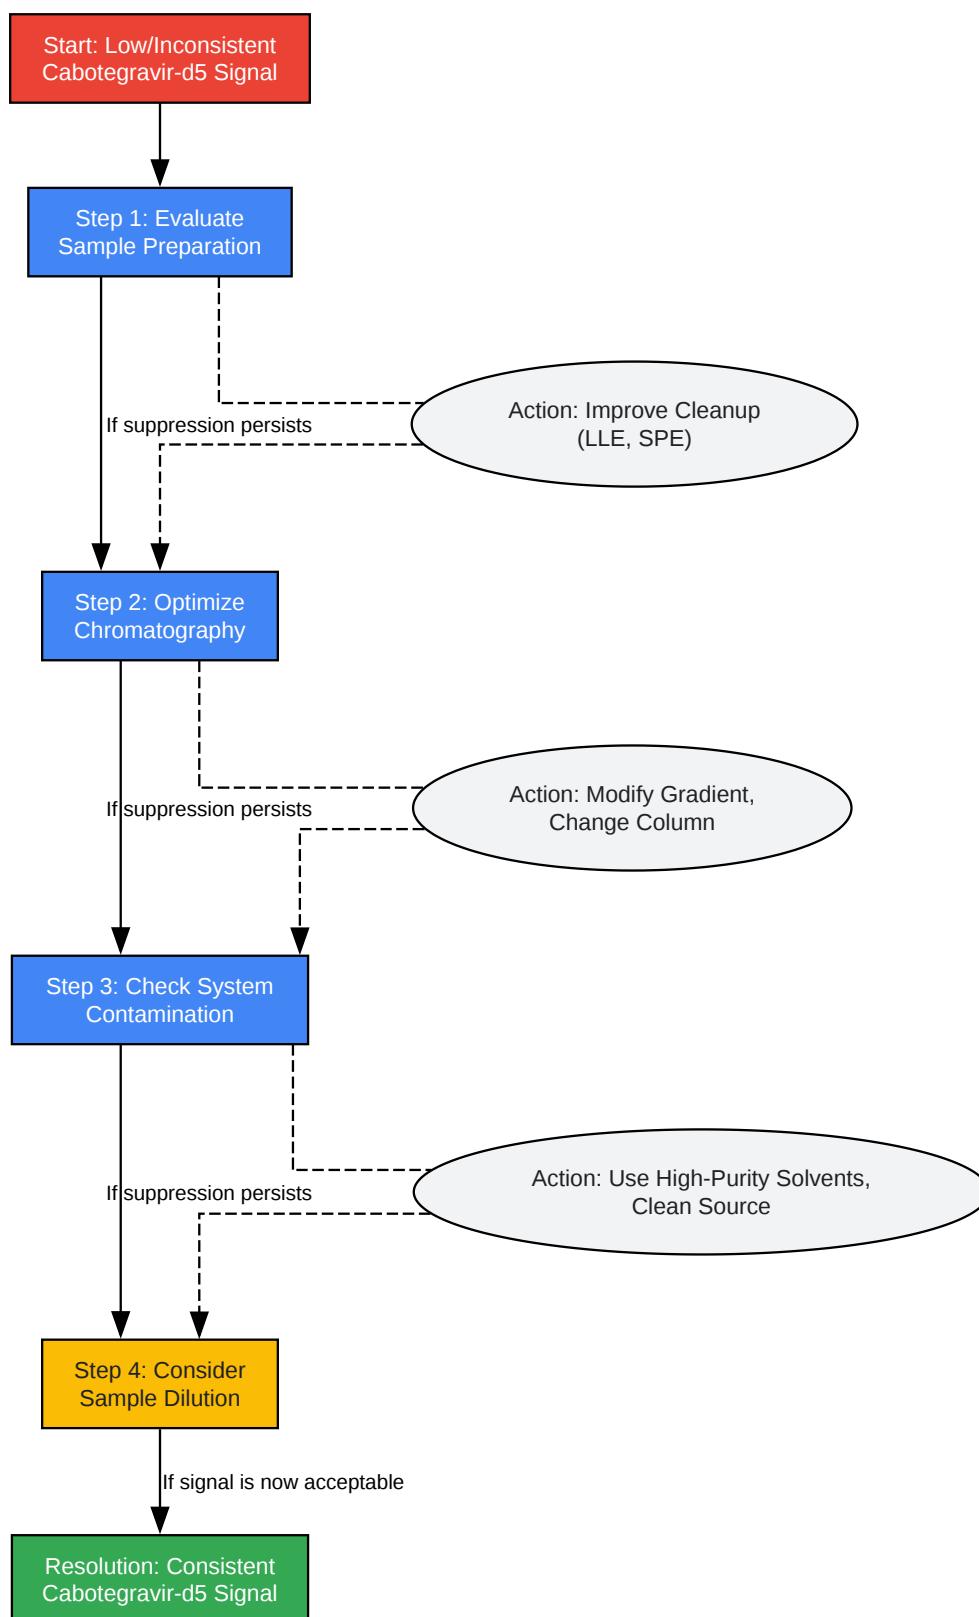 Start: Low/Inconsistent
Cabotegravir-d5 Signal
Step 1: Evaluate
Sample Preparation
Action: Improve Cleanup
(LLE, SPE)
If suppression persists
Step 2: Optimize
Chromatography
Action: Modify Gradient,
Change Column
If suppression persists
Step 3: Check System
Contamination
Action: Use High-Purity Solvents,
Clean Source
If suppression persists
Step 4: Consider
Sample Dilution
If signal is now acceptable
Resolution: Consistent
Cabotegravir-d5 Signal